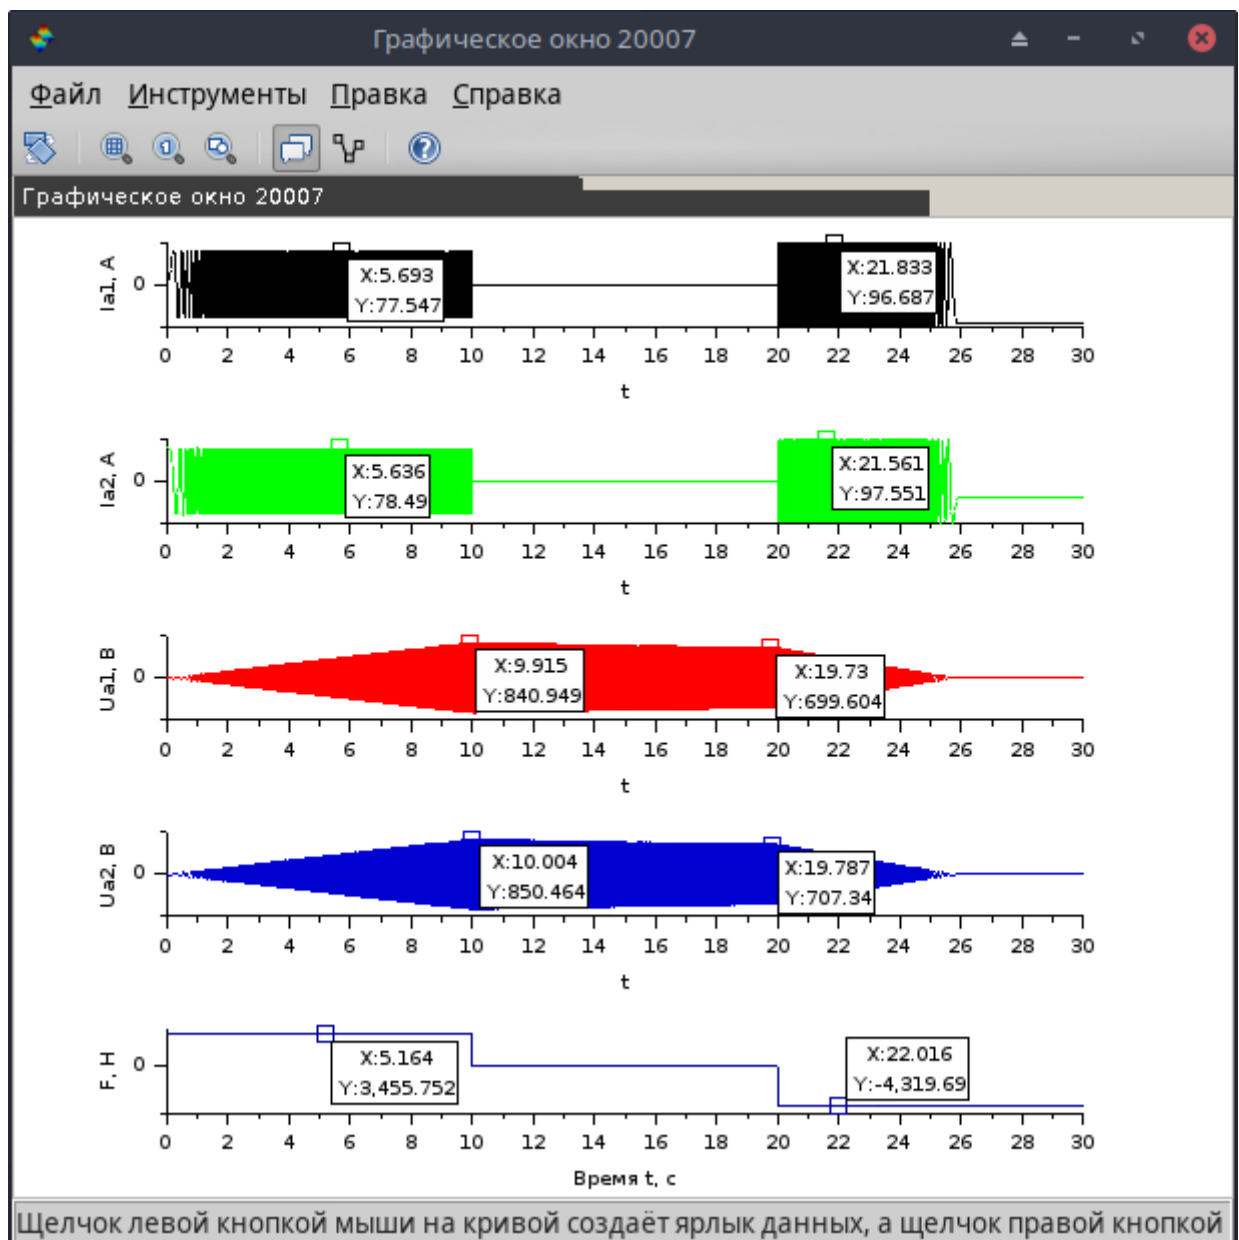 Графическое окно 20007
Файл Инструменты Правка Справка
Графическое окно 20007
Ia1, A
0
X:5.693
Y:77.547
X:21.833
Y:96.687
0 2 4 6 8 10 12 14 16 18 20 22 24 26 28 30
t
Ia2, A
0
X:5.636
Y:78.49
X:21.561
Y:97.551
0 2 4 6 8 10 12 14 16 18 20 22 24 26 28 30
t
Ua1, В
0
X:9.915
Y:840.949
X:19.73
Y:699.604
0 2 4 6 8 10 12 14 16 18 20 22 24 26 28 30
t
Ua2, В
0
X:10.004
Y:850.464
X:19.787
Y:707.34
0 2 4 6 8 10 12 14 16 18 20 22 24 26 28 30
t
F, Н
0
X:5.164
Y:3,455.752
X:22.016
Y:-4,319.69
0 2 4 6 8 10 12 14 16 18 20 22 24 26 28 30
Время t, с
Щелчок левой кнопкой мыши на кривой создаёт ярлык данных, а щелчок правой кнопкой